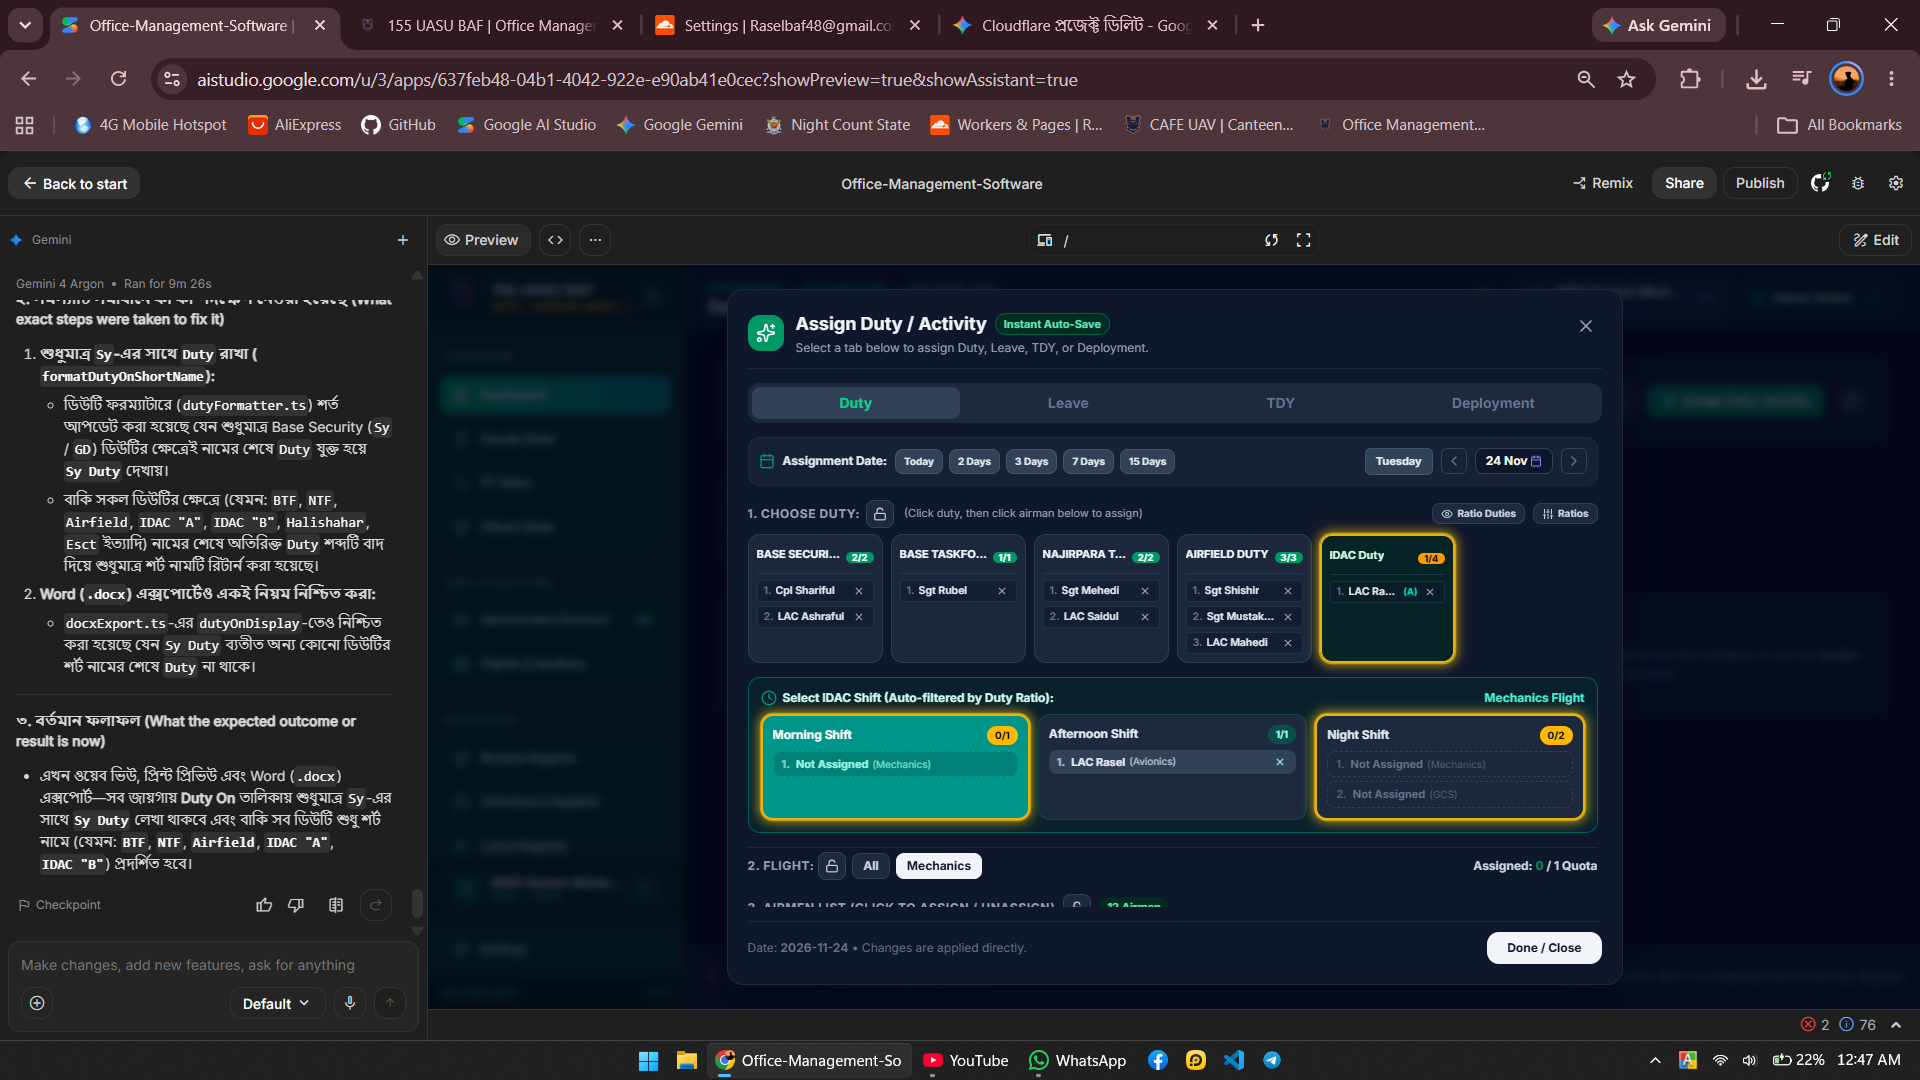 Office-Management-Software |
155 UASU BAF | Office Manager
Settings | Raselbaf48@gmail.co
Cloudflare প্রজেক্ট ডিলিট - Goog
Ask Gemini
aistudio.google.com/u/3/apps/637feb48-04b1-4042-922e-e90ab41e0cec?showPreview=true&showAssistant=true
4G Mobile Hotspot
AliExpress
GitHub
Google AI Studio
Google Gemini
Night Count State
Workers & Pages | R...
CAFE UAV | Canteen...
Office Management...
All Bookmarks
Back to start
Office-Management-Software
Remix
Share
Publish
Gemini
Preview
/
Edit
Gemini 4 Argon • Ran for 9m 26s
exact steps were taken to fix it)
1. শুধুমাত্র Sy-এর সাথে Duty রাখা (
formatDutyOnShortName):
ডিউটি ফরম্যাটারে (dutyFormatter.ts) শর্ত
আপডেট করা হয়েছে যেন শুধুমাত্র Base Security (Sy
/ GD) ডিউটির ক্ষেত্রেই নামের শেষে Duty যুক্ত হয়ে
Sy Duty দেখায়।
বাকি সকল ডিউটির ক্ষেত্রে (যেমন: BTF, NTF,
Airfield, IDAC "A", IDAC "B", Halishahar,
Esct ইত্যাদি) নামের শেষে অতিরিক্ত Duty শব্দটি বাদ
দিয়ে শুধুমাত্র শর্ট নামটি রিটার্ন করা হয়েছে।
2. Word (.docx) এক্সপোর্টেও একই নিয়ম নিশ্চিত করা:
docxExport.ts-এর dutyOnDisplay-তেও নিশ্চিত
করা হয়েছে যেন Sy Duty ব্যতীত অন্য কোনো ডিউটির
শর্ট নামের শেষে Duty না থাকে।
৩. বর্তমান ফলাফল (What the expected outcome or
result is now)
এখন ওয়েব ভিউ, প্রিন্ট প্রিভিউ এবং Word (.docx)
এক্সপোর্ট—সব জায়গায় Duty On তালিকায় শুধুমাত্র Sy-এর
সাথে Sy Duty লেখা থাকবে এবং বাকি সব ডিউটি শুধু শর্ট
নামে (যেমন: BTF, NTF, Airfield, IDAC "A",
IDAC "B") প্রদর্শিত হবে।
Checkpoint
Make changes, add new features, ask for anything
Default
Assign Duty / Activity
Instant Auto-Save
Select a tab below to assign Duty, Leave, TDY, or Deployment.
Duty
Leave
TDY
Deployment
Assignment Date:
Today
2 Days
3 Days
7 Days
15 Days
Tuesday
24 Nov
1. CHOOSE DUTY:
(Click duty, then click airman below to assign)
Ratio Duties
Ratios
BASE SECURI... 2/2
1. Cpl Shariful
2. LAC Ashraful
BASE TASKFO... 1/1
1. Sgt Rubel
NAJIRPARA T... 2/2
1. Sgt Mehedi
2. LAC Saidul
AIRFIELD DUTY 3/3
1. Sgt Shishir
2. Sgt Mustak...
3. LAC Mahedi
IDAC Duty 1/4
1. LAC Ra... (A)
Select IDAC Shift (Auto-filtered by Duty Ratio):
Mechanics Flight
Morning Shift 0/1
1. Not Assigned (Mechanics)
Afternoon Shift 1/1
1. LAC Rasel (Avionics)
Night Shift 0/2
1. Not Assigned (Mechanics)
2. Not Assigned (GCS)
2. FLIGHT:
All
Mechanics
Assigned: 0 / 1 Quota
3. AIRMEN LIST (CLICK TO ASSIGN / UNASSIGN)
12 Airmen
Date: 2026-11-24 • Changes are applied directly.
Done / Close
2
76
Office-Management-So
YouTube
WhatsApp
22%
12:47 AM